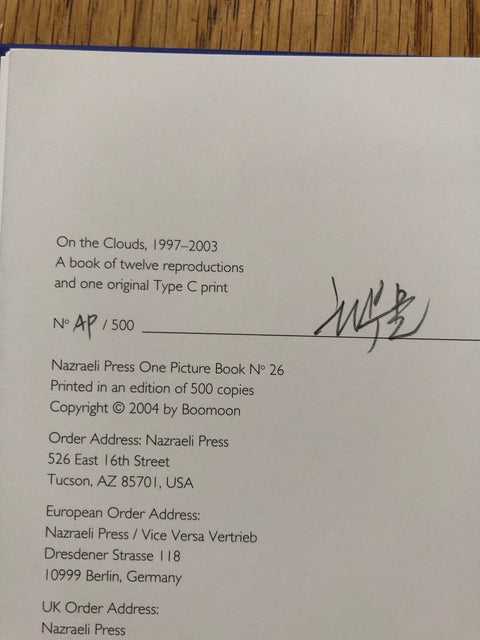 On the Clouds, 1997–2003
A book of twelve reproductions
and one original Type C print
Nº AP / 500
Nazraeli Press One Picture Book Nº 26
Printed in an edition of 500 copies
Copyright © 2004 by Boomoon
Order Address: Nazraeli Press
526 East 16th Street
Tucson, AZ 85701, USA
European Order Address:
Nazraeli Press / Vice Versa Vertrieb
Dresdener Strasse 118
10999 Berlin, Germany
UK Order Address:
Nazraeli Press